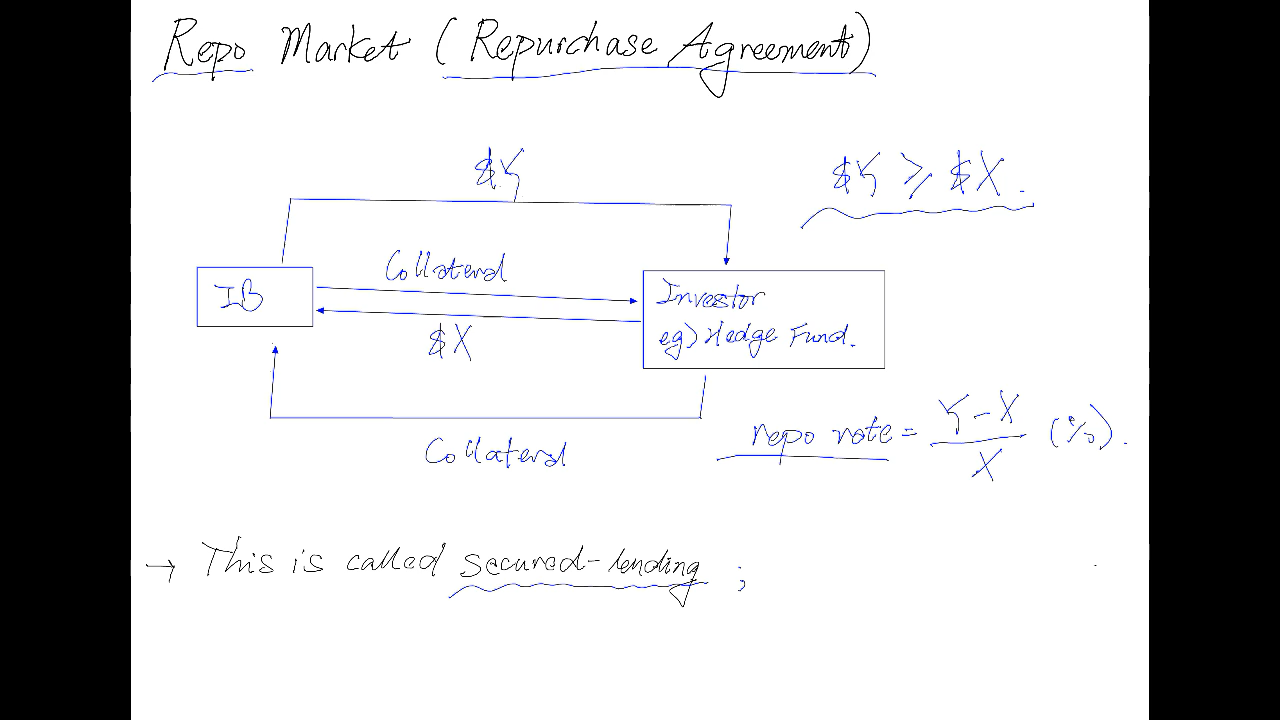 Repo Market (Repurchase Agreement)
$Y
$Y ≥ $X.
Collateral
IB
Investor
eg) Hedge Fund.
$X
repo rate = Y-X / X (%).
Collateral
→ This is called secured-lending ;